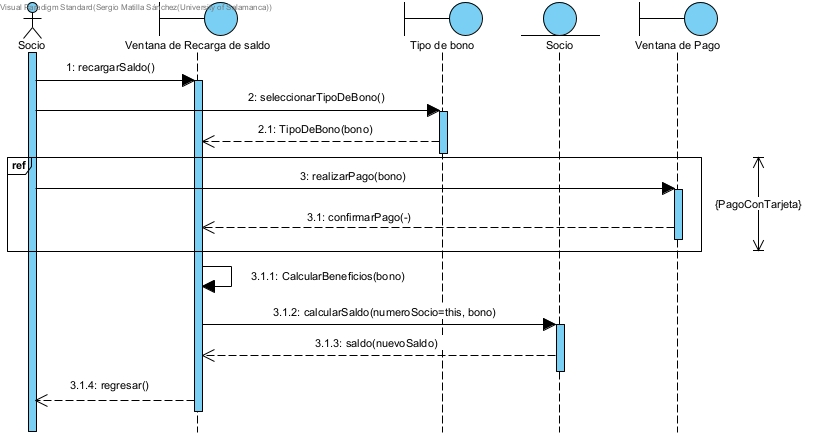 Visual Paradigm Standard(Sergio Matilla Sánchez(University of Salamanca))
Socio
Ventana de Recarga de saldo
Tipo de bono
Socio
Ventana de Pago
1: recargarSaldo()
2: seleccionarTipoDeBono()
2.1: TipoDeBono(bono)
ref
3: realizarPago(bono)
{PagoConTarjeta}
3.1: confirmarPago(-)
3.1.1: CalcularBeneficios(bono)
3.1.2: calcularSaldo(numeroSocio=this, bono)
3.1.3: saldo(nuevoSaldo)
3.1.4: regresar()